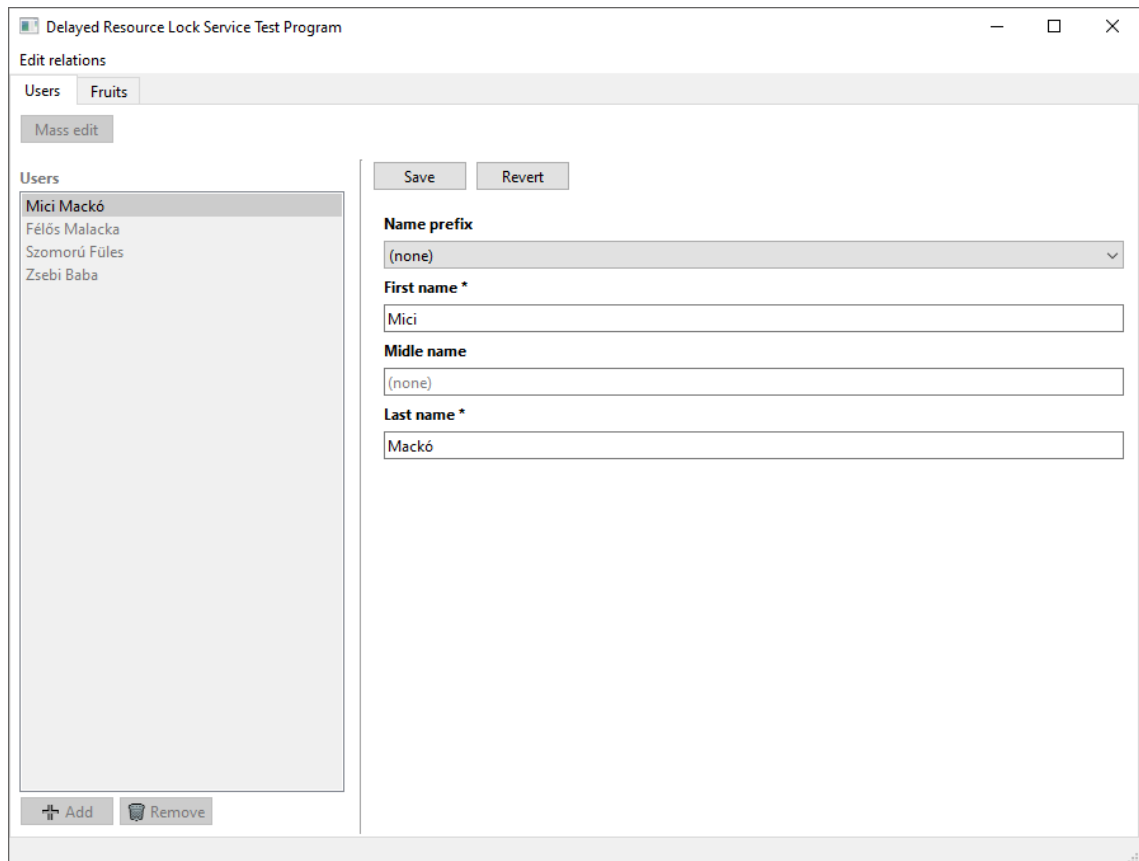 Delayed Resource Lock Service Test Program
Edit relations
Users Fruits
Mass edit
Users
Mici Mackó
Félős Malacka
Szomorú Füles
Zsebi Baba
Add Remove
Save Revert
Name prefix
(none)
First name *
Mici
Midle name
(none)
Last name *
Mackó